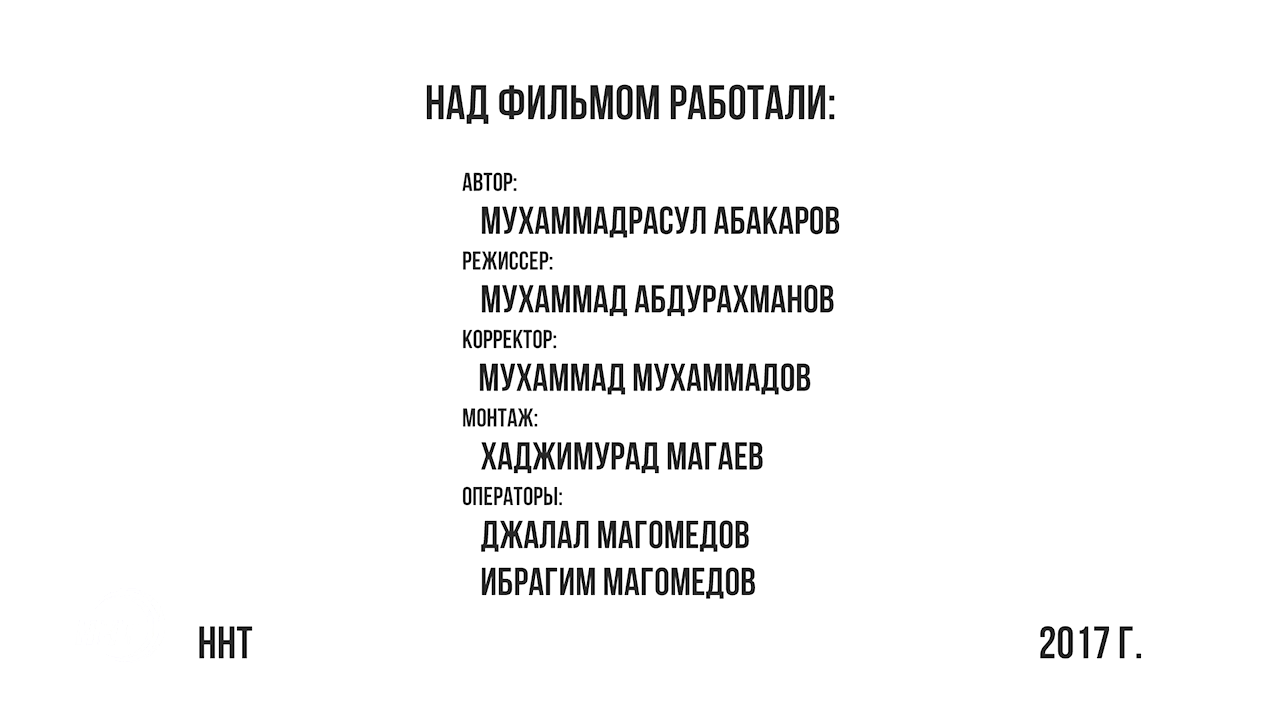 НАД ФИЛЬМОМ РАБОТАЛИ:
АВТОР:
МУХАММАДРАСУЛ АБАКАРОВ
РЕЖИССЕР:
МУХАММАД АБДУРАХМАНОВ
КОРРЕКТОР:
МУХАММАД МУХАММАДОВ
МОНТАЖ:
ХАДЖИМУРАД МАГАЕВ
ОПЕРАТОРЫ:
ДЖАЛАЛ МАГОМЕДОВ
ИБРАГИМ МАГОМЕДОВ
ННТ
2017 Г.